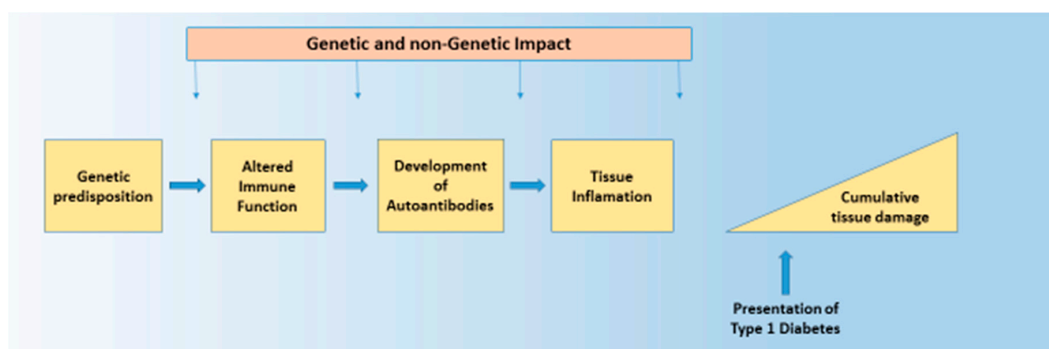 Genetic and non-Genetic Impact
Genetic
predisposition
Altered
Immune
Function
Development
of
Autoantibodies
Tissue
Inflamation
Cumulative
tissue damage
Presentation of
Type 1 Diabetes